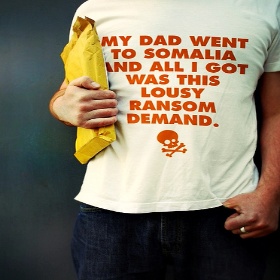 MY DAD WENT
TO SOMALIA
AND ALL I GOT
WAS THIS
LOUSY
RANSOM
DEMAND.